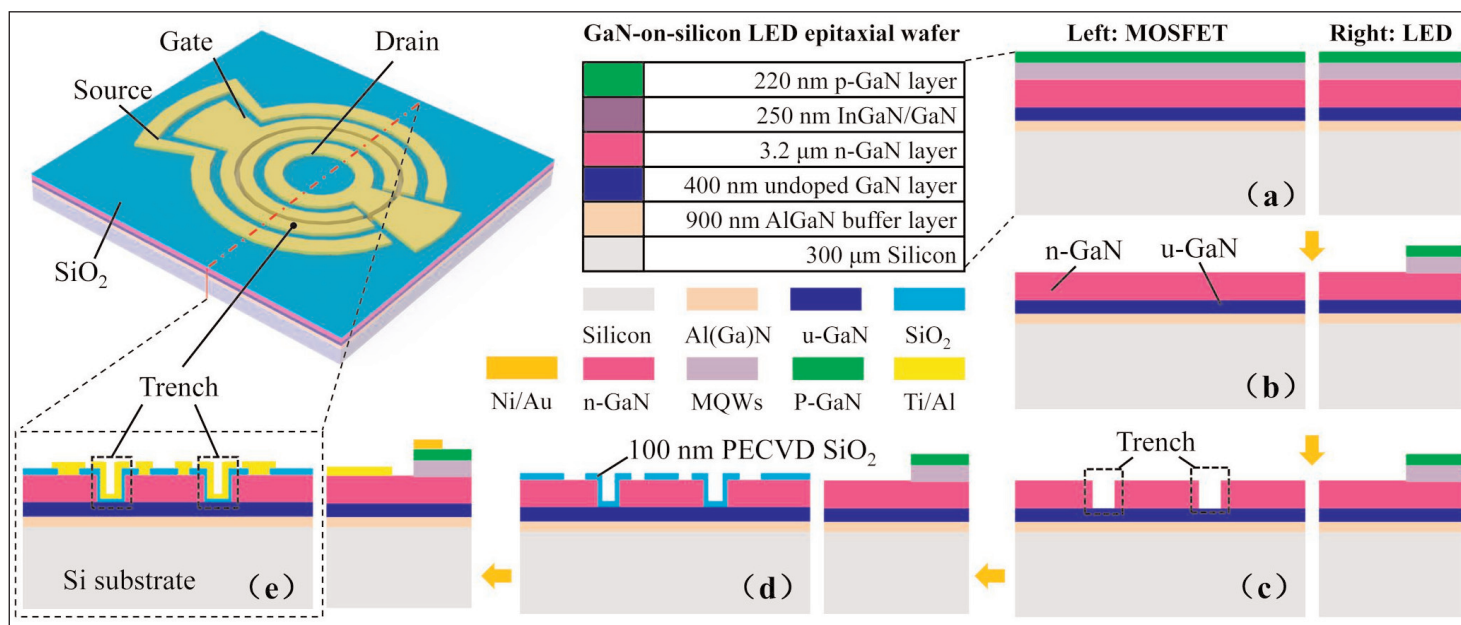 Drain
Gate
Source
SiO₂
Trench
GaN-on-silicon LED epitaxial wafer
220 nm p-GaN layer
250 nm InGaN/GaN
3.2 μm n-GaN layer
400 nm undoped GaN layer
900 nm AlGaN buffer layer
300 μm Silicon
Silicon Al(Ga)N u-GaN SiO₂
Ni/Au n-GaN MQWs P-GaN Ti/Al
Left: MOSFET Right: LED
(a)
n-GaN u-GaN
(b)
Trench
(c)
100 nm PECVD SiO₂
(d)
Si substrate (e)